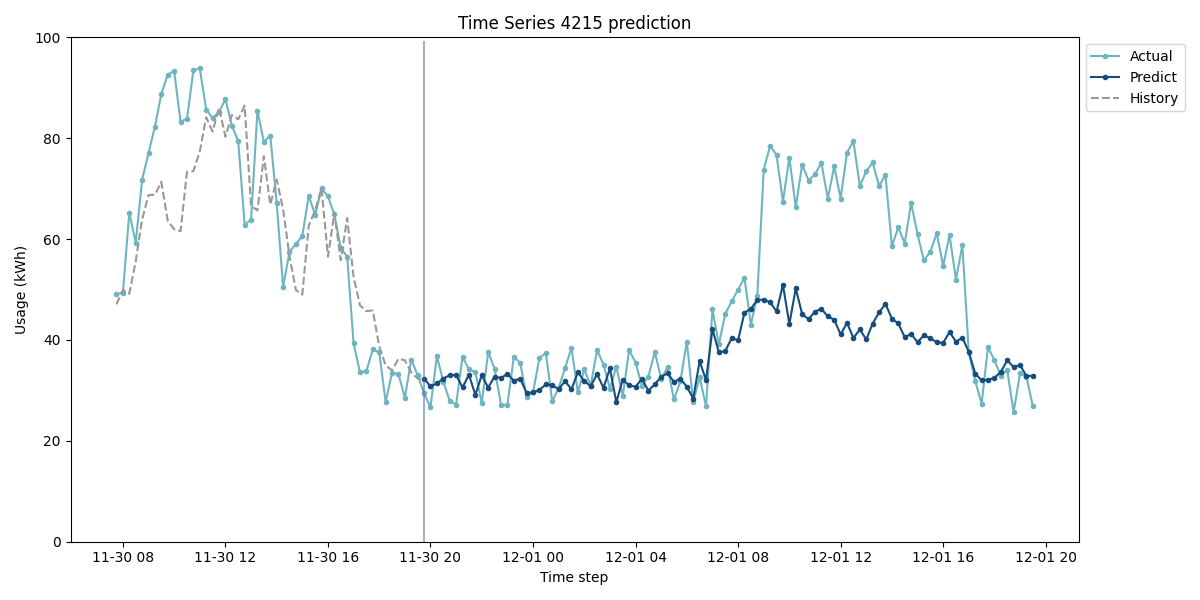 Time Series 4215 prediction
100
80
60
40
20
0
Usage (kWh)
11-30 08
11-30 12
11-30 16
11-30 20
12-01 00
12-01 04
12-01 08
12-01 12
12-01 16
12-01 20
Time step
Actual
Predict
History